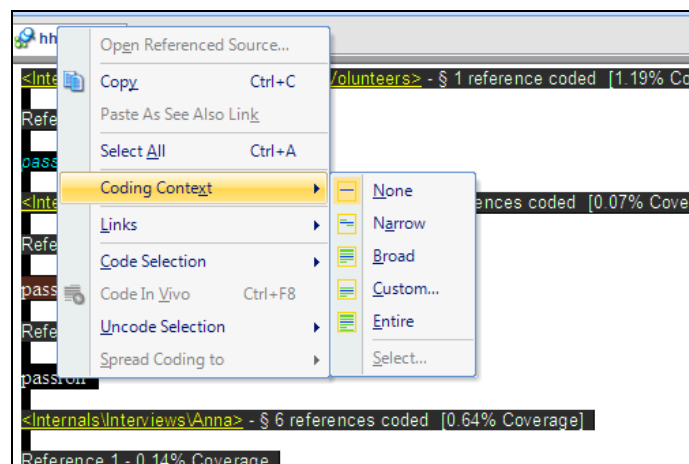 hh
Open Referenced Source...
<Inte
Volunteers> - § 1 reference coded [1.19% Co
Copy Ctrl+C
Refe
Paste As See Also Link
Select All Ctrl+A
pass
Coding Context
None
<Inte
ences coded [0.07% Cove
Links
Narrow
Refe
Code Selection
Broad
pass
Code In Vivo Ctrl+F8
Custom...
Refe
Uncode Selection
Entire
Spread Coding to
Select...
passion
<Internals\Interviews\Anna> - § 6 references coded [0.64% Coverage]
Reference 1 - 0.14% Coverage